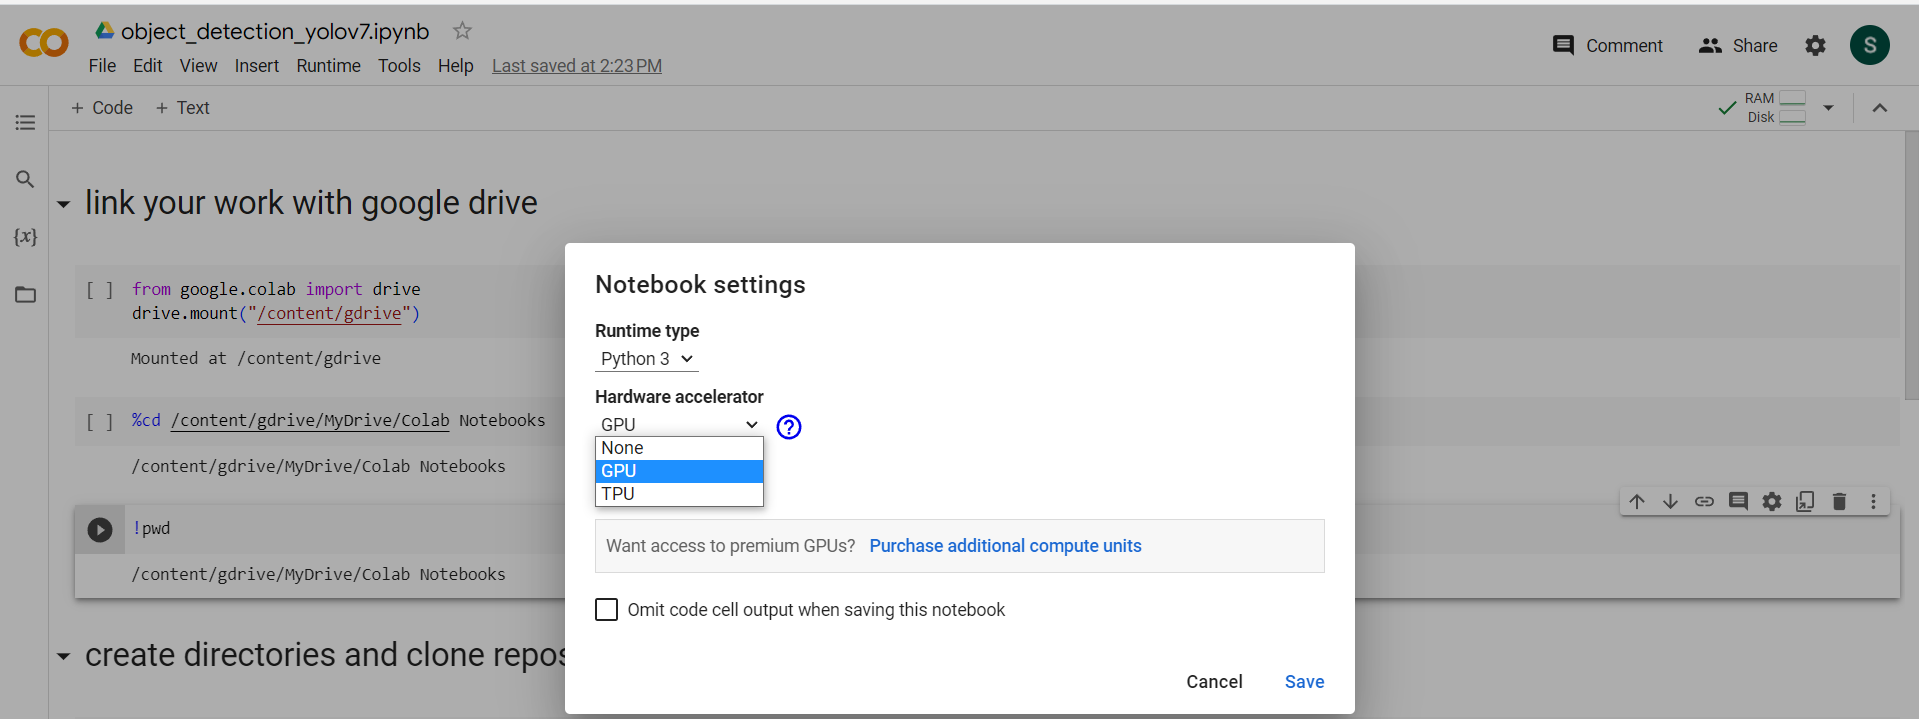 object_detection_yolov7.ipynb
File Edit View Insert Runtime Tools Help Last saved at 2:23 PM
Comment Share S
+ Code + Text
RAM
Disk
link your work with google drive
{x}
[ ] from google.colab import drive
drive.mount("/content/gdrive")
Mounted at /content/gdrive
[ ] %cd /content/gdrive/MyDrive/Colab Notebooks
/content/gdrive/MyDrive/Colab Notebooks
!pwd
/content/gdrive/MyDrive/Colab Notebooks
create directories and clone repos
Notebook settings
Runtime type
Python 3
Hardware accelerator
GPU ?
None
GPU
TPU
Want access to premium GPUs? Purchase additional compute units
Omit code cell output when saving this notebook
Cancel Save